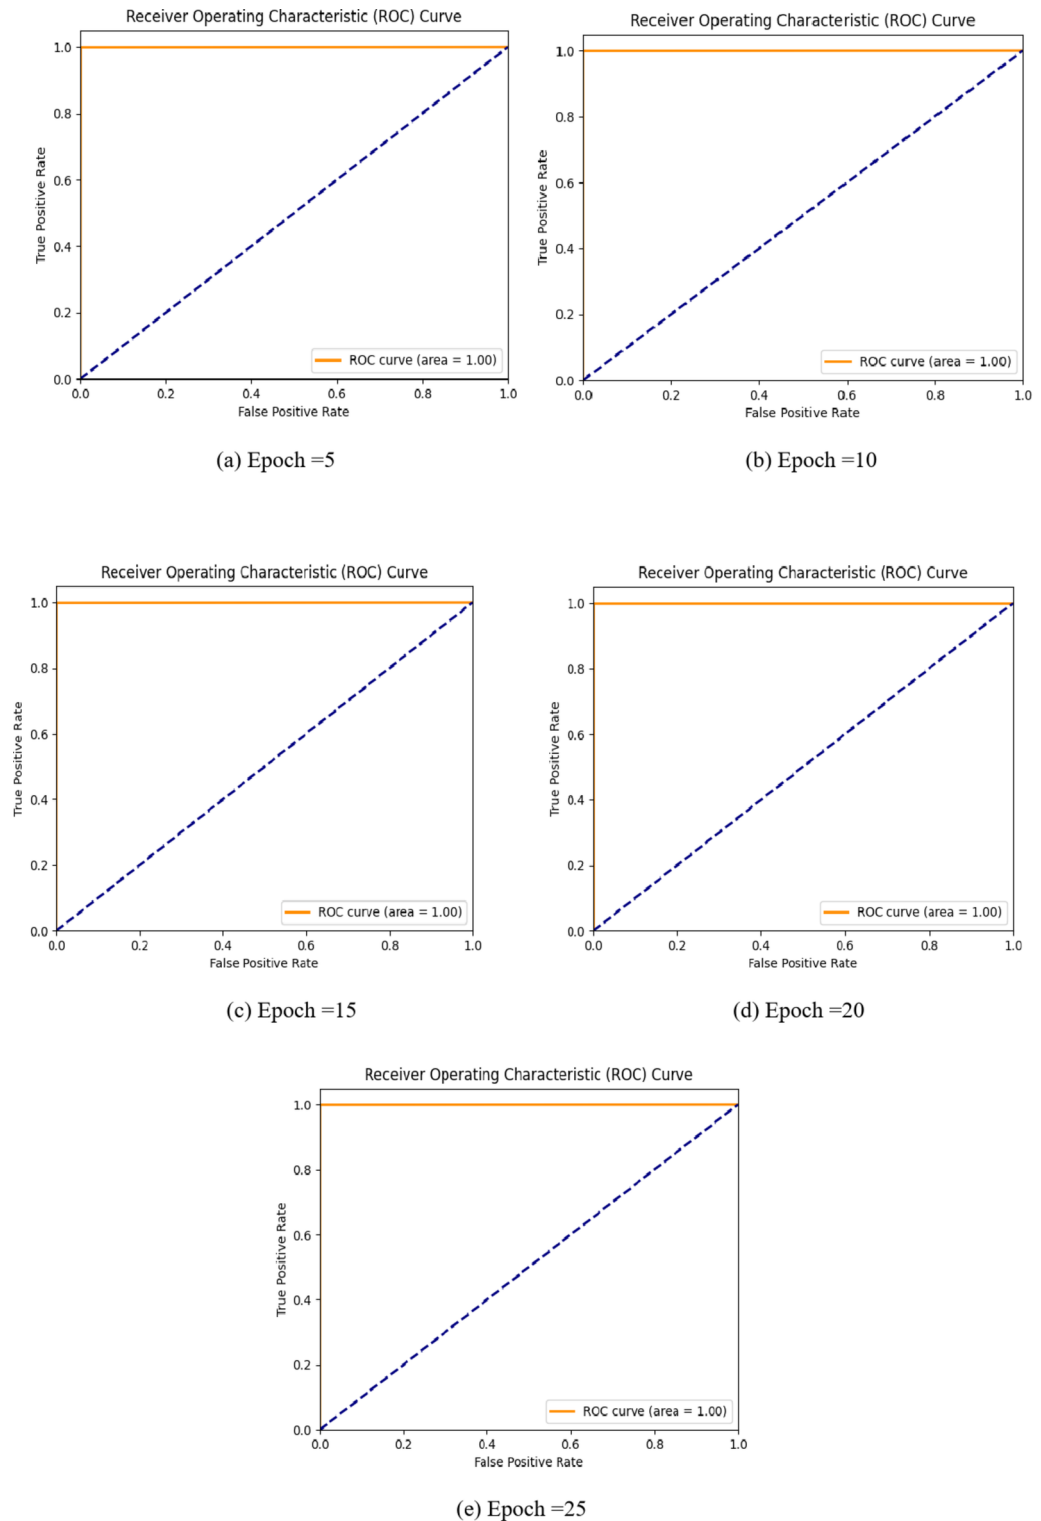 Receiver Operating Characteristic (ROC) Curve
1.0
0.8
0.6
0.4
0.2
0.0
True Positive Rate
ROC curve (area = 1.00)
0.0 0.2 0.4 0.6 0.8 1.0
False Positive Rate
(a) Epoch =5
Receiver Operating Characteristic (ROC) Curve
1.0
0.8
0.6
0.4
0.2
0.0
True Positive Rate
ROC curve (area = 1.00)
0.0 0.2 0.4 0.6 0.8 1.0
False Positive Rate
(b) Epoch =10
Receiver Operating Characteristic (ROC) Curve
1.0
0.8
0.6
0.4
0.2
0.0
True Positive Rate
ROC curve (area = 1.00)
0.0 0.2 0.4 0.6 0.8 1.0
False Positive Rate
(c) Epoch =15
Receiver Operating Characteristic (ROC) Curve
1.0
0.8
0.6
0.4
0.2
0.0
True Positive Rate
ROC curve (area = 1.00)
0.0 0.2 0.4 0.6 0.8 1.0
False Positive Rate
(d) Epoch =20
Receiver Operating Characteristic (ROC) Curve
1.0
0.8
0.6
0.4
0.2
0.0
True Positive Rate
ROC curve (area = 1.00)
0.0 0.2 0.4 0.6 0.8 1.0
False Positive Rate
(e) Epoch =25